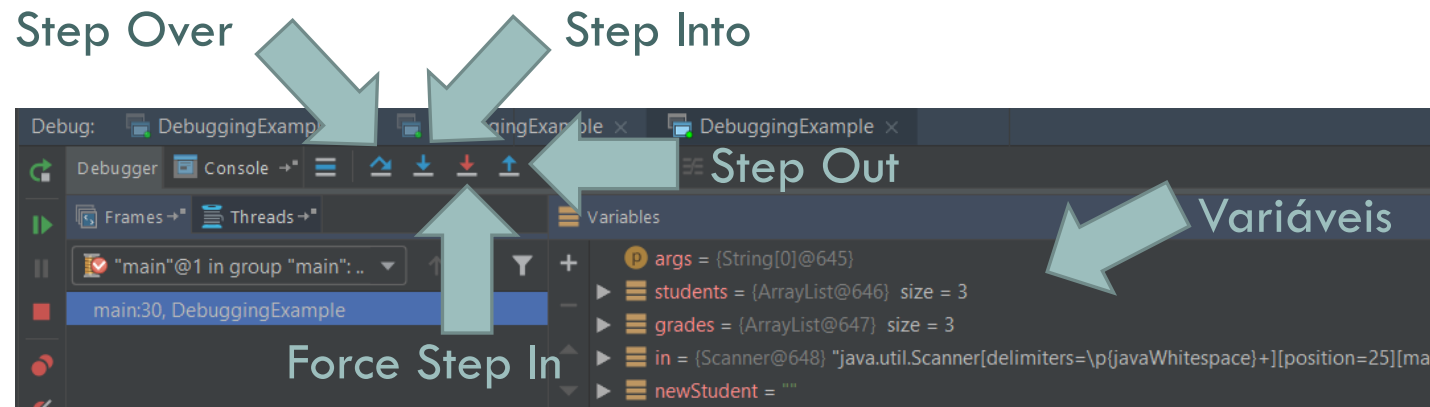 Step Over
Step Into
Debug:
DebuggingExamp
gingExample ×
DebuggingExample ×
Debugger
Console
Step Out
Frames
Threads
Variables
Variáveis
"main"@1 in group "main": ..
args = {String[0]@645}
main:30, DebuggingExample
students = {ArrayList@646} size = 3
grades = {ArrayList@647} size = 3
Force Step In
in = {Scanner@648} "java.util.Scanner[delimiters=\p{javaWhitespace}+][position=25][ma
newStudent = ""